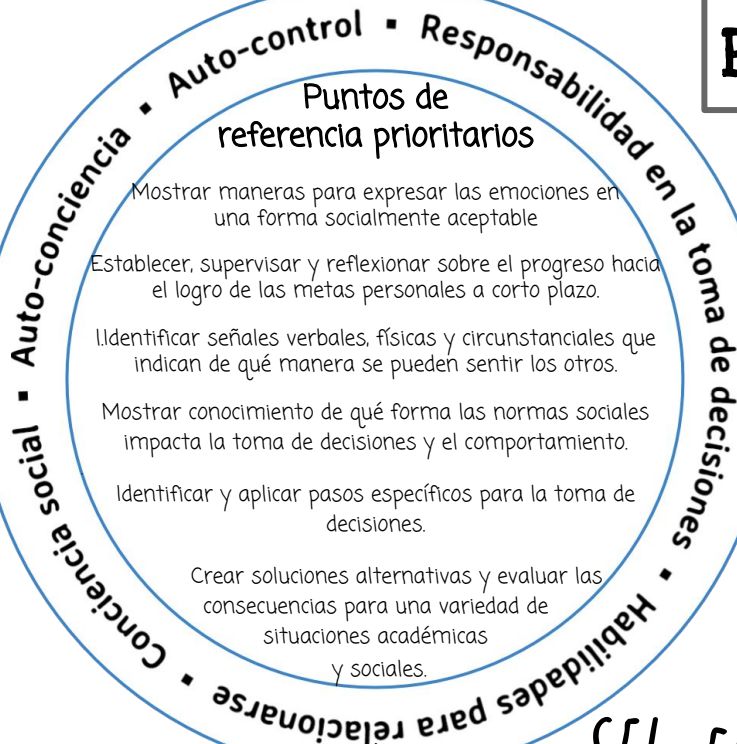 Auto-conciencia ▪ Auto-control ▪ Responsabilidad en la toma de decisiones ▪ Habilidades para relacionarse ▪ Conciencia social ▪
Puntos de
referencia prioritarios
Mostrar maneras para expresar las emociones en
una forma socialmente aceptable
Establecer, supervisar y reflexionar sobre el progreso hacia
el logro de las metas personales a corto plazo.
1.Identificar señales verbales, físicas y circunstanciales que
indican de qué manera se pueden sentir los otros.
Mostrar conocimiento de qué forma las normas sociales
impacta la toma de decisiones y el comportamiento.
Identificar y aplicar pasos específicos para la toma de
decisiones.
Crear soluciones alternativas y evaluar las
consecuencias para una variedad de
situaciones académicas
y sociales.